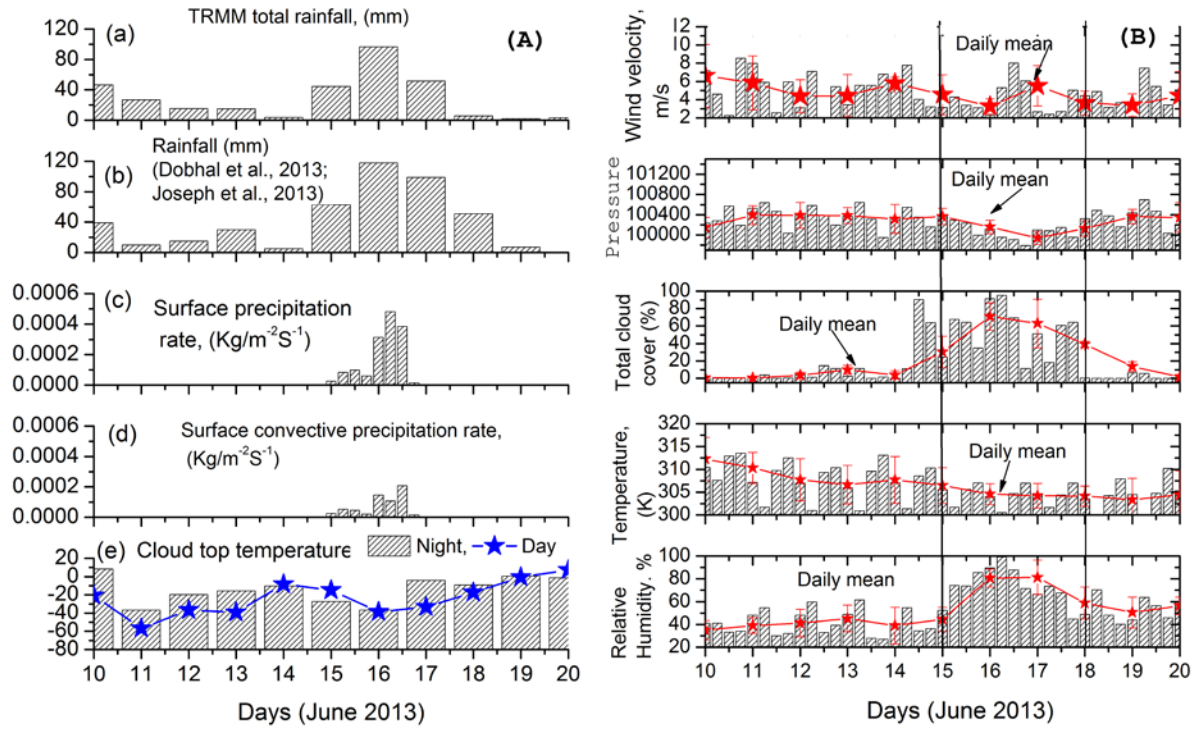 TRMM total rainfall, (mm)
(A)
(a)
120
80
40
0
Rainfall (mm)
(Dobhal et al., 2013;
Joseph et al., 2013)
(b)
120
80
40
0
(c)
Surface precipitation
rate, (Kg/m⁻²S⁻¹)
0.0006
0.0004
0.0002
0.0000
(d)
Surface convective precipitation rate,
(Kg/m⁻²S⁻¹)
0.0006
0.0004
0.0002
0.0000
(e) Cloud top temperature
Night, Day
20
0
-20
-40
-60
-80
10 11 12 13 14 15 16 17 18 19 20
Days (June 2013)
(B)
Wind velocity,
m/s
12
10
8
6
4
2
Daily mean
Pressure
101200
100800
100400
100000
Daily mean
Total cloud
cover (%)
100
80
60
40
20
0
Daily mean
Temperature,
(K)
315
310
305
300
Daily mean
Relative
Humidity. %
100
80
60
40
20
Daily mean
10 11 12 13 14 15 16 17 18 19 20
Days (June 2013)